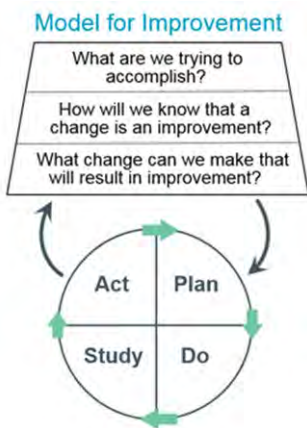 Model for Improvement
What are we trying to
accomplish?
How will we know that a
change is an improvement?
What change can we make that
will result in improvement?
Act
Plan
Study
Do